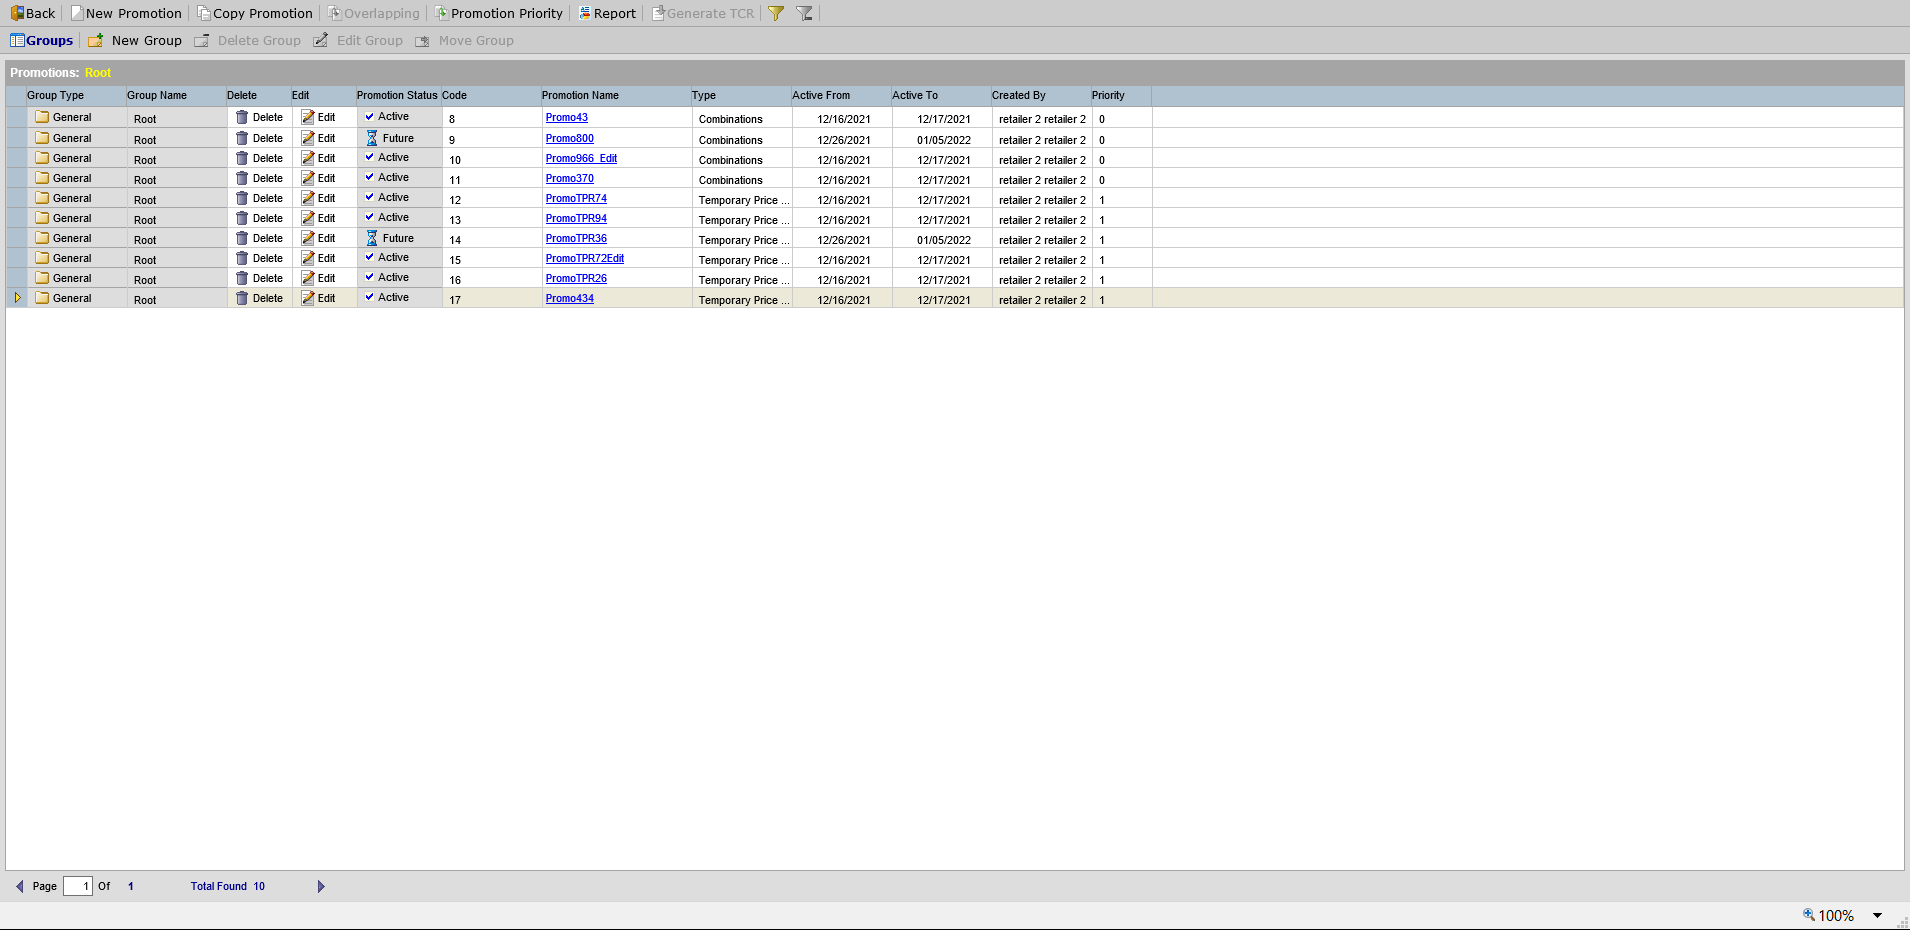 Back New Promotion Copy Promotion Overlapping Promotion Priority Report Generate TCR
Groups New Group Delete Group Edit Group Move Group
Promotions: Root
Group Type Group Name Delete Edit Promotion Status Code Promotion Name Type Active From Active To Created By Priority
General Root Delete Edit Active 8 Promo43 Combinations 12/16/2021 12/17/2021 retailer 2 retailer 2 0
General Root Delete Edit Future 9 Promo800 Combinations 12/26/2021 01/05/2022 retailer 2 retailer 2 0
General Root Delete Edit Active 10 Promo966_Edit Combinations 12/16/2021 12/17/2021 retailer 2 retailer 2 0
General Root Delete Edit Active 11 Promo370 Combinations 12/16/2021 12/17/2021 retailer 2 retailer 2 0
General Root Delete Edit Active 12 PromoTPR74 Temporary Price ... 12/16/2021 12/17/2021 retailer 2 retailer 2 1
General Root Delete Edit Active 13 PromoTPR94 Temporary Price ... 12/16/2021 12/17/2021 retailer 2 retailer 2 1
General Root Delete Edit Future 14 PromoTPR36 Temporary Price ... 12/26/2021 01/05/2022 retailer 2 retailer 2 1
General Root Delete Edit Active 15 PromoTPR72Edit Temporary Price ... 12/16/2021 12/17/2021 retailer 2 retailer 2 1
General Root Delete Edit Active 16 PromoTPR26 Temporary Price ... 12/16/2021 12/17/2021 retailer 2 retailer 2 1
General Root Delete Edit Active 17 Promo434 Temporary Price ... 12/16/2021 12/17/2021 retailer 2 retailer 2 1
Page 1 Of 1 Total Found 10
100%